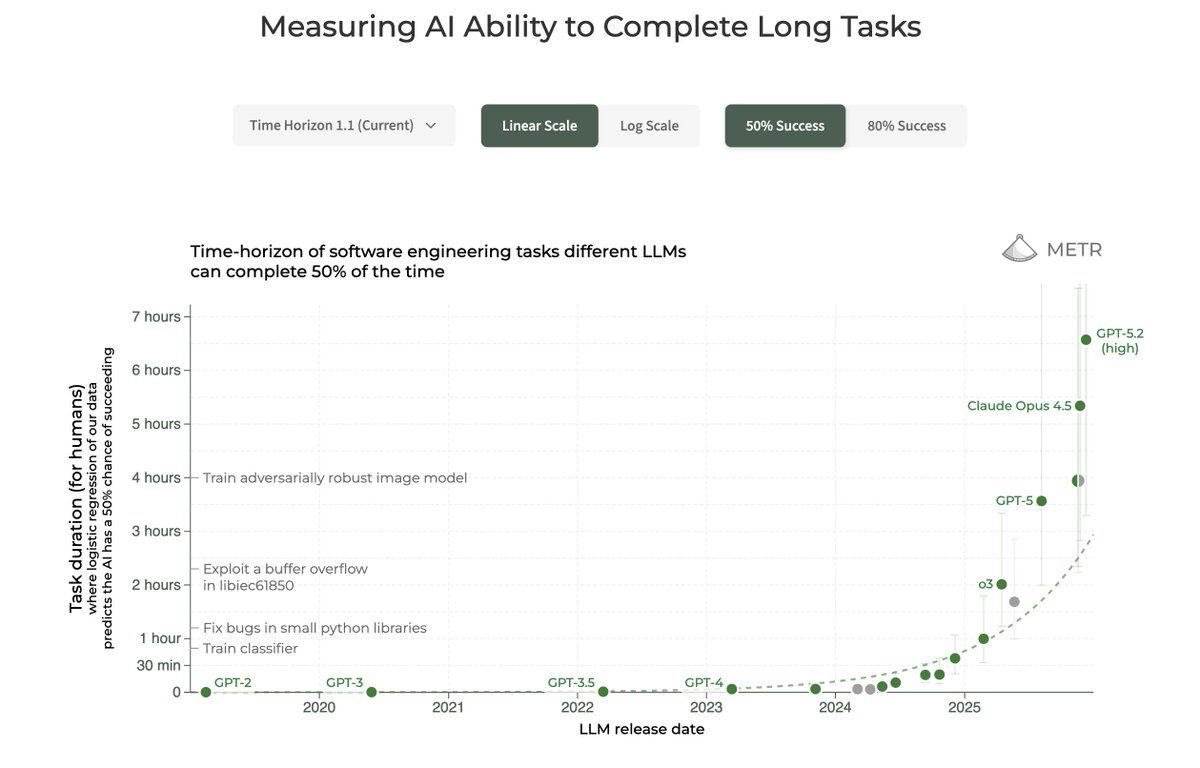 Measuring AI Ability to Complete Long Tasks
Time Horizon 1.1 (Current)
Linear Scale
Log Scale
50% Success
80% Success
Time-horizon of software engineering tasks different LLMs
can complete 50% of the time
METR
Task duration (for humans)
where logistic regression of our data
predicts the AI has a 50% chance of succeeding
7 hours
6 hours
5 hours
4 hours
3 hours
2 hours
1 hour
30 min
0
Train adversarially robust image model
Exploit a buffer overflow
in libiec61850
Fix bugs in small python libraries
Train classifier
GPT-2
GPT-3
GPT-3.5
GPT-4
o3
GPT-5
Claude Opus 4.5
GPT-5.2
(high)
2020
2021
2022
2023
2024
2025
LLM release date